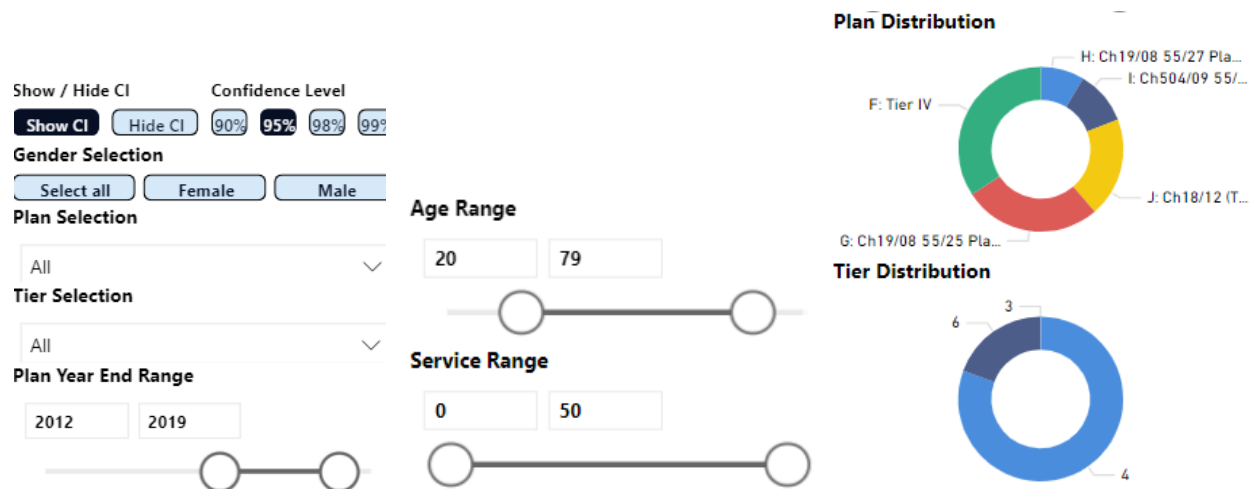 Show / Hide CI
Confidence Level
Show CI
Hide CI
90%
95%
98%
99%
Gender Selection
Select all
Female
Male
Plan Selection
All
Tier Selection
All
Plan Year End Range
2012
2019
Age Range
20
79
Service Range
0
50
Plan Distribution
H: Ch19/08 55/27 Pla...
I: Ch504/09 55/...
F: Tier IV
J: Ch18/12 (T...
G: Ch19/08 55/25 Pla...
Tier Distribution
3
6
4